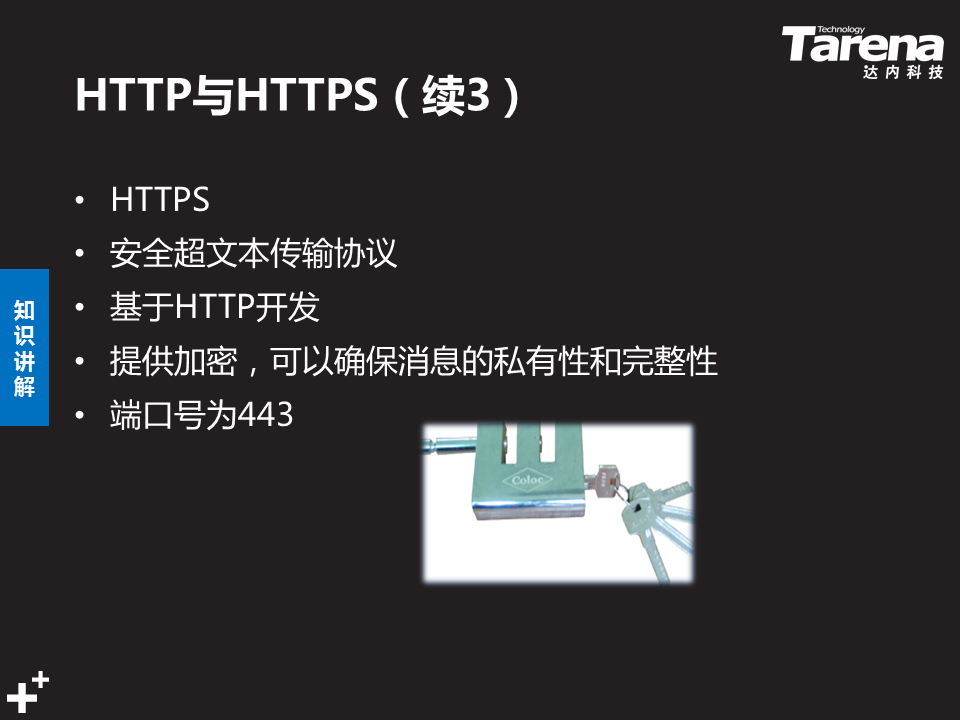 Technology
Tarena
达内科技
HTTP与HTTPS（续3）
• HTTPS
• 安全超文本传输协议
• 基于HTTP开发
• 提供加密，可以确保消息的私有性和完整性
• 端口号为443
知识讲解
Coloc